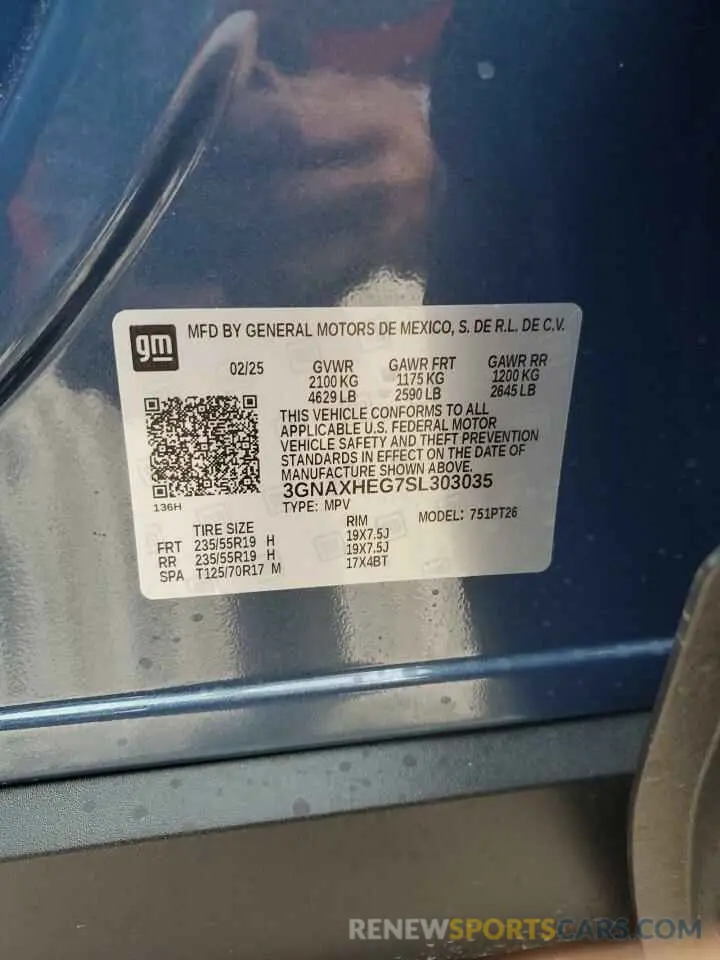 gm
MFD BY GENERAL MOTORS DE MEXICO, S. DE R.L. DE C.V.
02/25 GVWR GAWR FRT GAWR RR
2100 KG 1175 KG 1200 KG
4629 LB 2590 LB 2645 LB
THIS VEHICLE CONFORMS TO ALL
APPLICABLE U.S. FEDERAL MOTOR
VEHICLE SAFETY AND THEFT PREVENTION
STANDARDS IN EFFECT ON THE DATE OF
MANUFACTURE SHOWN ABOVE.
3GNAXHEG7SL303035
136H
TYPE: MPV MODEL: 751PT26
TIRE SIZE RIM
FRT 235/55R19 H 19X7.5J
RR 235/55R19 H 19X7.5J
SPA T125/70R17 M 17X4BT
RENEWSPORTSCARS.COM